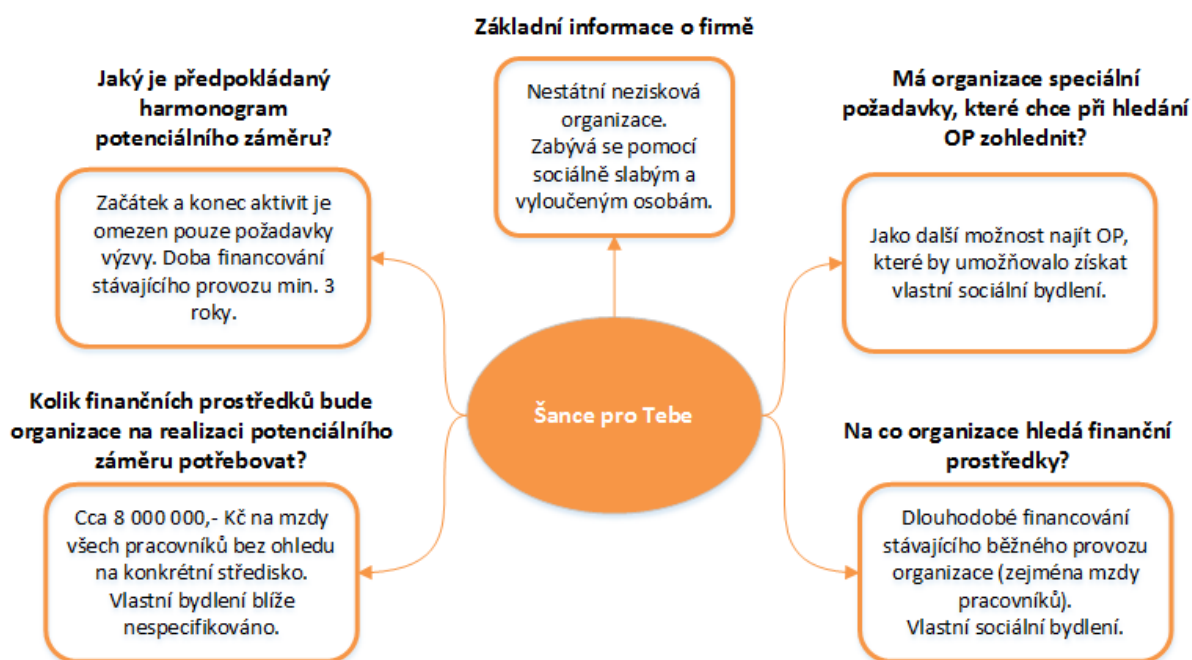 Základní informace o firmě
Nestátní nezisková
organizace.
Zabývá se pomocí
sociálně slabým a
vyloučeným osobám.
Jaký je předpokládaný
harmonogram
potenciálního záměru?
Začátek a konec aktivit je
omezen pouze požadavky
výzvy. Doba financování
stávajícího provozu min. 3
roky.
Má organizace speciální
požadavky, které chce při hledání
OP zohlednit?
Jako další možnost najít OP,
které by umožňovalo získat
vlastní sociální bydlení.
Šance pro Tebe
Kolik finančních prostředků bude
organizace na realizaci potenciálního
záměru potřebovat?
Cca 8 000 000,- Kč na mzdy
všech pracovníků bez ohledu
na konkrétní středisko.
Vlastní bydlení blíže
nespecifikováno.
Na co organizace hledá finanční
prostředky?
Dlouhodobé financování
stávajícího běžného provozu
organizace (zejména mzdy
pracovníků).
Vlastní sociální bydlení.